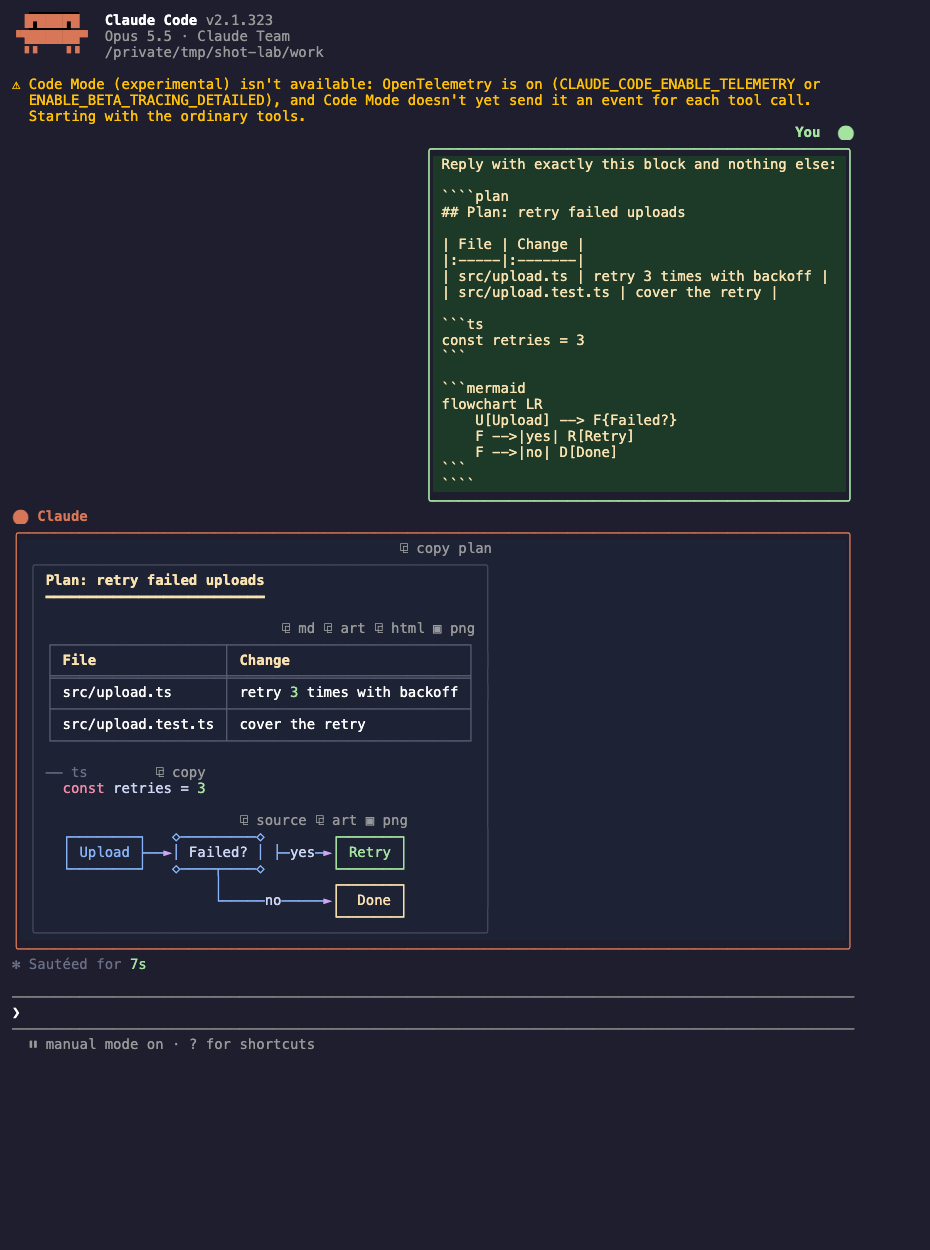 Claude Code v2.1.323
Opus 5.5 · Claude Team
/private/tmp/shot-lab/work
⚠ Code Mode (experimental) isn't available: OpenTelemetry is on (CLAUDE_CODE_ENABLE_TELEMETRY or
ENABLE_BETA_TRACING_DETAILED), and Code Mode doesn't yet send it an event for each tool call.
Starting with the ordinary tools.
You
Reply with exactly this block and nothing else:
````plan
## Plan: retry failed uploads
| File | Change |
|:-----|:-------|
| src/upload.ts | retry 3 times with backoff |
| src/upload.test.ts | cover the retry |
```ts
const retries = 3
```
```mermaid
flowchart LR
    U[Upload] --> F{Failed?}
    F -->|yes| R[Retry]
    F -->|no| D[Done]
```
````
Claude
copy plan
Plan: retry failed uploads
md art html png
File Change
src/upload.ts retry 3 times with backoff
src/upload.test.ts cover the retry
ts copy
const retries = 3
source art png
Upload Failed? yes Retry
no Done
✻ Sautéed for 7s
❯
⏸ manual mode on · ? for shortcuts